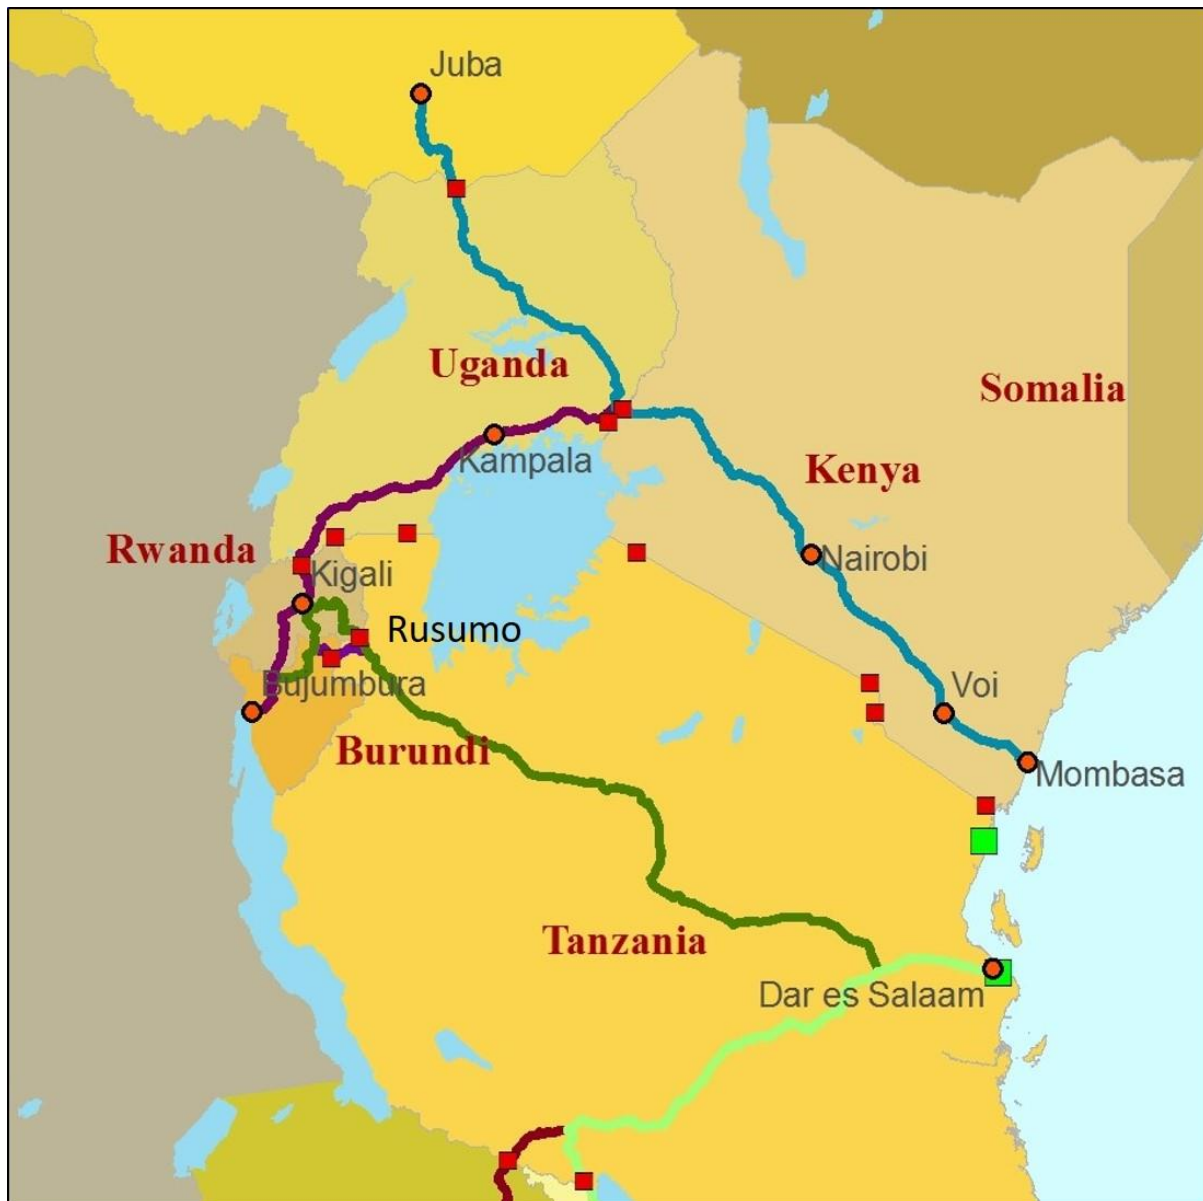 Juba
Uganda
Somalia
Kampala
Kenya
Rwanda
Nairobi
Kigali
Rusumo
Bujumbura
Voi
Burundi
Mombasa
Tanzania
Dar es Salaam